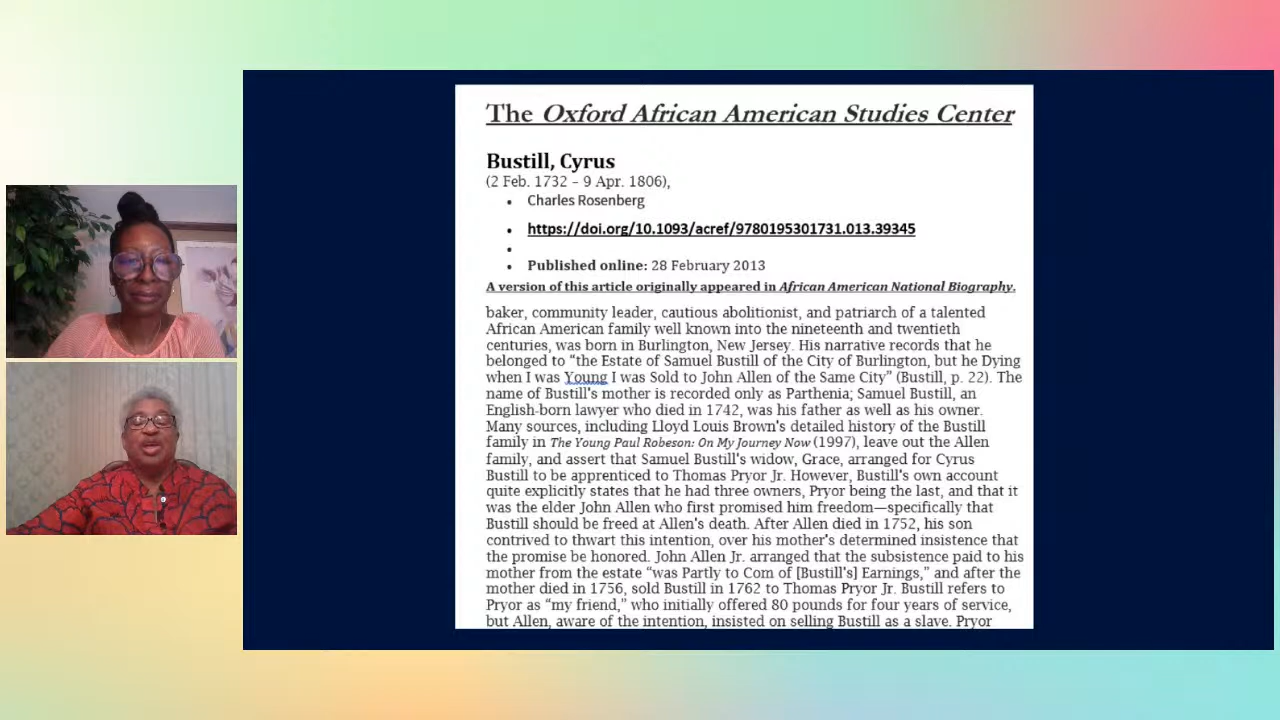 The Oxford African American Studies Center
Bustill, Cyrus
(2 Feb. 1732 – 9 Apr. 1806),
• Charles Rosenberg
• https://doi.org/10.1093/acref/9780195301731.013.39345
•
• Published online: 28 February 2013
A version of this article originally appeared in African American National Biography.
baker, community leader, cautious abolitionist, and patriarch of a talented
African American family well known into the nineteenth and twentieth
centuries, was born in Burlington, New Jersey. His narrative records that he
belonged to “the Estate of Samuel Bustill of the City of Burlington, but he Dying
when I was Young I was Sold to John Allen of the Same City” (Bustill, p. 22). The
name of Bustill's mother is recorded only as Parthenia; Samuel Bustill, an
English-born lawyer who died in 1742, was his father as well as his owner.
Many sources, including Lloyd Louis Brown's detailed history of the Bustill
family in The Young Paul Robeson: On My Journey Now (1997), leave out the Allen
family, and assert that Samuel Bustill's widow, Grace, arranged for Cyrus
Bustill to be apprenticed to Thomas Pryor Jr. However, Bustill's own account
quite explicitly states that he had three owners, Pryor being the last, and that it
was the elder John Allen who first promised him freedom—specifically that
Bustill should be freed at Allen's death. After Allen died in 1752, his son
contrived to thwart this intention, over his mother's determined insistence that
the promise be honored. John Allen Jr. arranged that the subsistence paid to his
mother from the estate “was Partly to Com of [Bustill's] Earnings,” and after the
mother died in 1756, sold Bustill in 1762 to Thomas Pryor Jr. Bustill refers to
Pryor as “my friend,” who initially offered 80 pounds for four years of service,
but Allen, aware of the intention, insisted on selling Bustill as a slave. Pryor